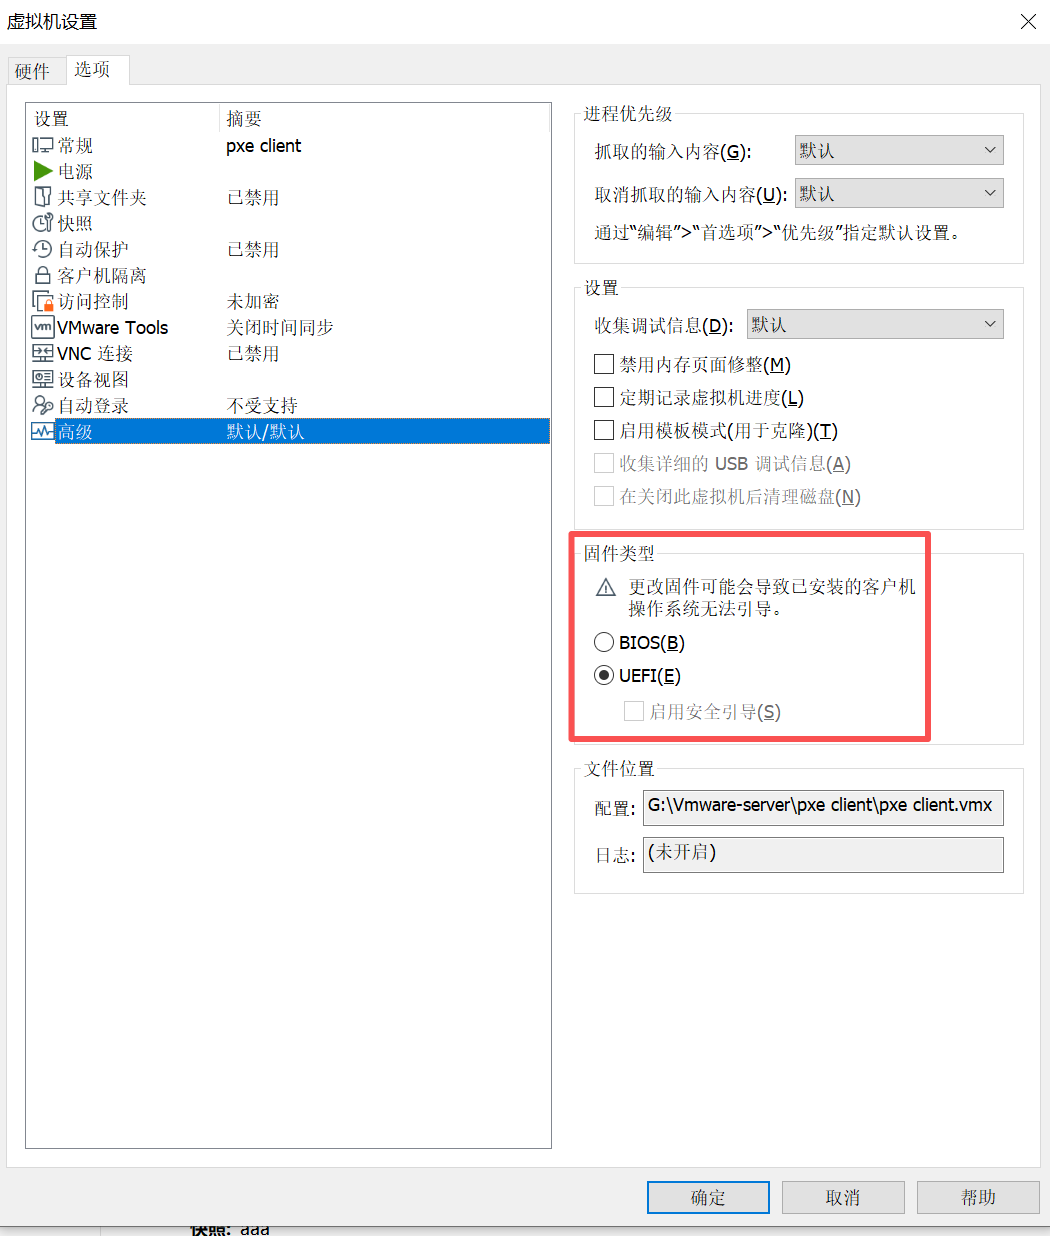 虚拟机设置
硬件 选项
设置 摘要
常规 pxe client
电源
共享文件夹 已禁用
快照
自动保护 已禁用
客户机隔离
访问控制 未加密
vm VMware Tools 关闭时间同步
VNC 连接 已禁用
设备视图
自动登录 不受支持
高级 默认/默认
进程优先级
抓取的输入内容(G): 默认
取消抓取的输入内容(U): 默认
通过“编辑”>“首选项”>“优先级”指定默认设置。
设置
收集调试信息(D): 默认
禁用内存页面修整(M)
定期记录虚拟机进度(L)
启用模板模式(用于克隆)(T)
收集详细的 USB 调试信息(A)
在关闭此虚拟机后清理磁盘(N)
固件类型
更改固件可能会导致已安装的客户机
操作系统无法引导。
BIOS(B)
UEFI(E)
启用安全引导(S)
文件位置
配置: G:\Vmware-server\pxe client\pxe client.vmx
日志: (未开启)
确定 取消 帮助
快照: aaa